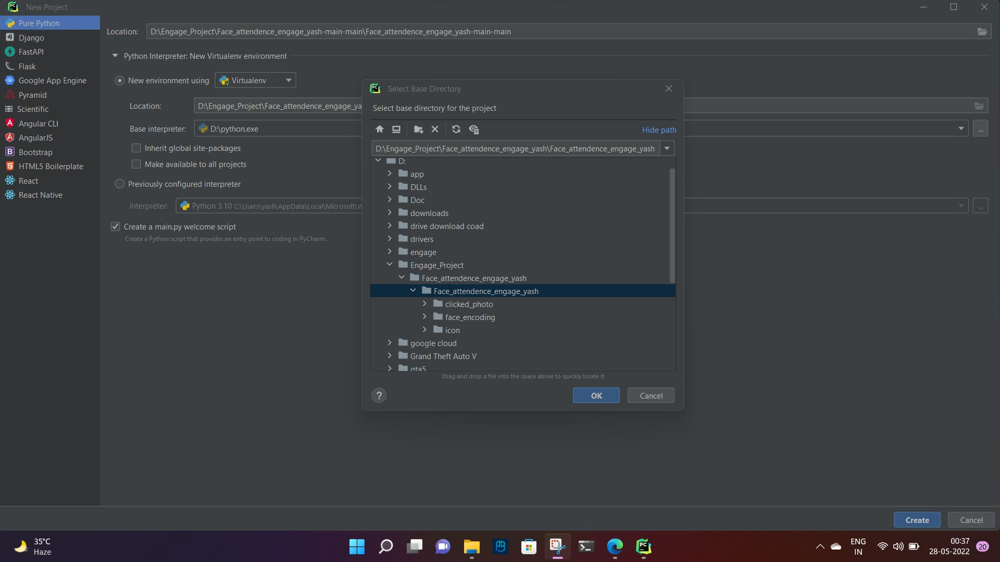 New Project
Pure Python
Django
FastAPI
Flask
Google App Engine
Pyramid
Scientific
Angular CLI
AngularJS
Bootstrap
HTML5 Boilerplate
React
React Native
Location: D:\Engage_Project\Face_attendence_engage_yash-main-main\Face_attendence_engage_yash-main-main
Python Interpreter: New Virtualenv environment
New environment using Virtualenv
Location: D:\Engage_Project\Face_attendence_engage_ya
Base interpreter: D:\python.exe
...
Inherit global site-packages
Make available to all projects
Previously configured interpreter
Interpreter: Python 3.10 C:\Users\yash\AppData\Local\Microsoft\W
...
Create a main.py welcome script
Create a Python script that provides an entry point to coding in PyCharm.
Select Base Directory
Select base directory for the project
Hide path
D:\Engage_Project\Face_attendence_engage_yash\Face_attendence_engage_yash
D:
app
DLLs
Doc
downloads
drive download coad
drivers
engage
Engage_Project
Face_attendence_engage_yash
Face_attendence_engage_yash
clicked_photo
face_encoding
icon
google cloud
Grand Theft Auto V
gta5
Drag and drop a file into the space above to quickly locate it
? OK Cancel
Create Cancel
35°C
Haze
ENG
IN
00:37
28-05-2022
20